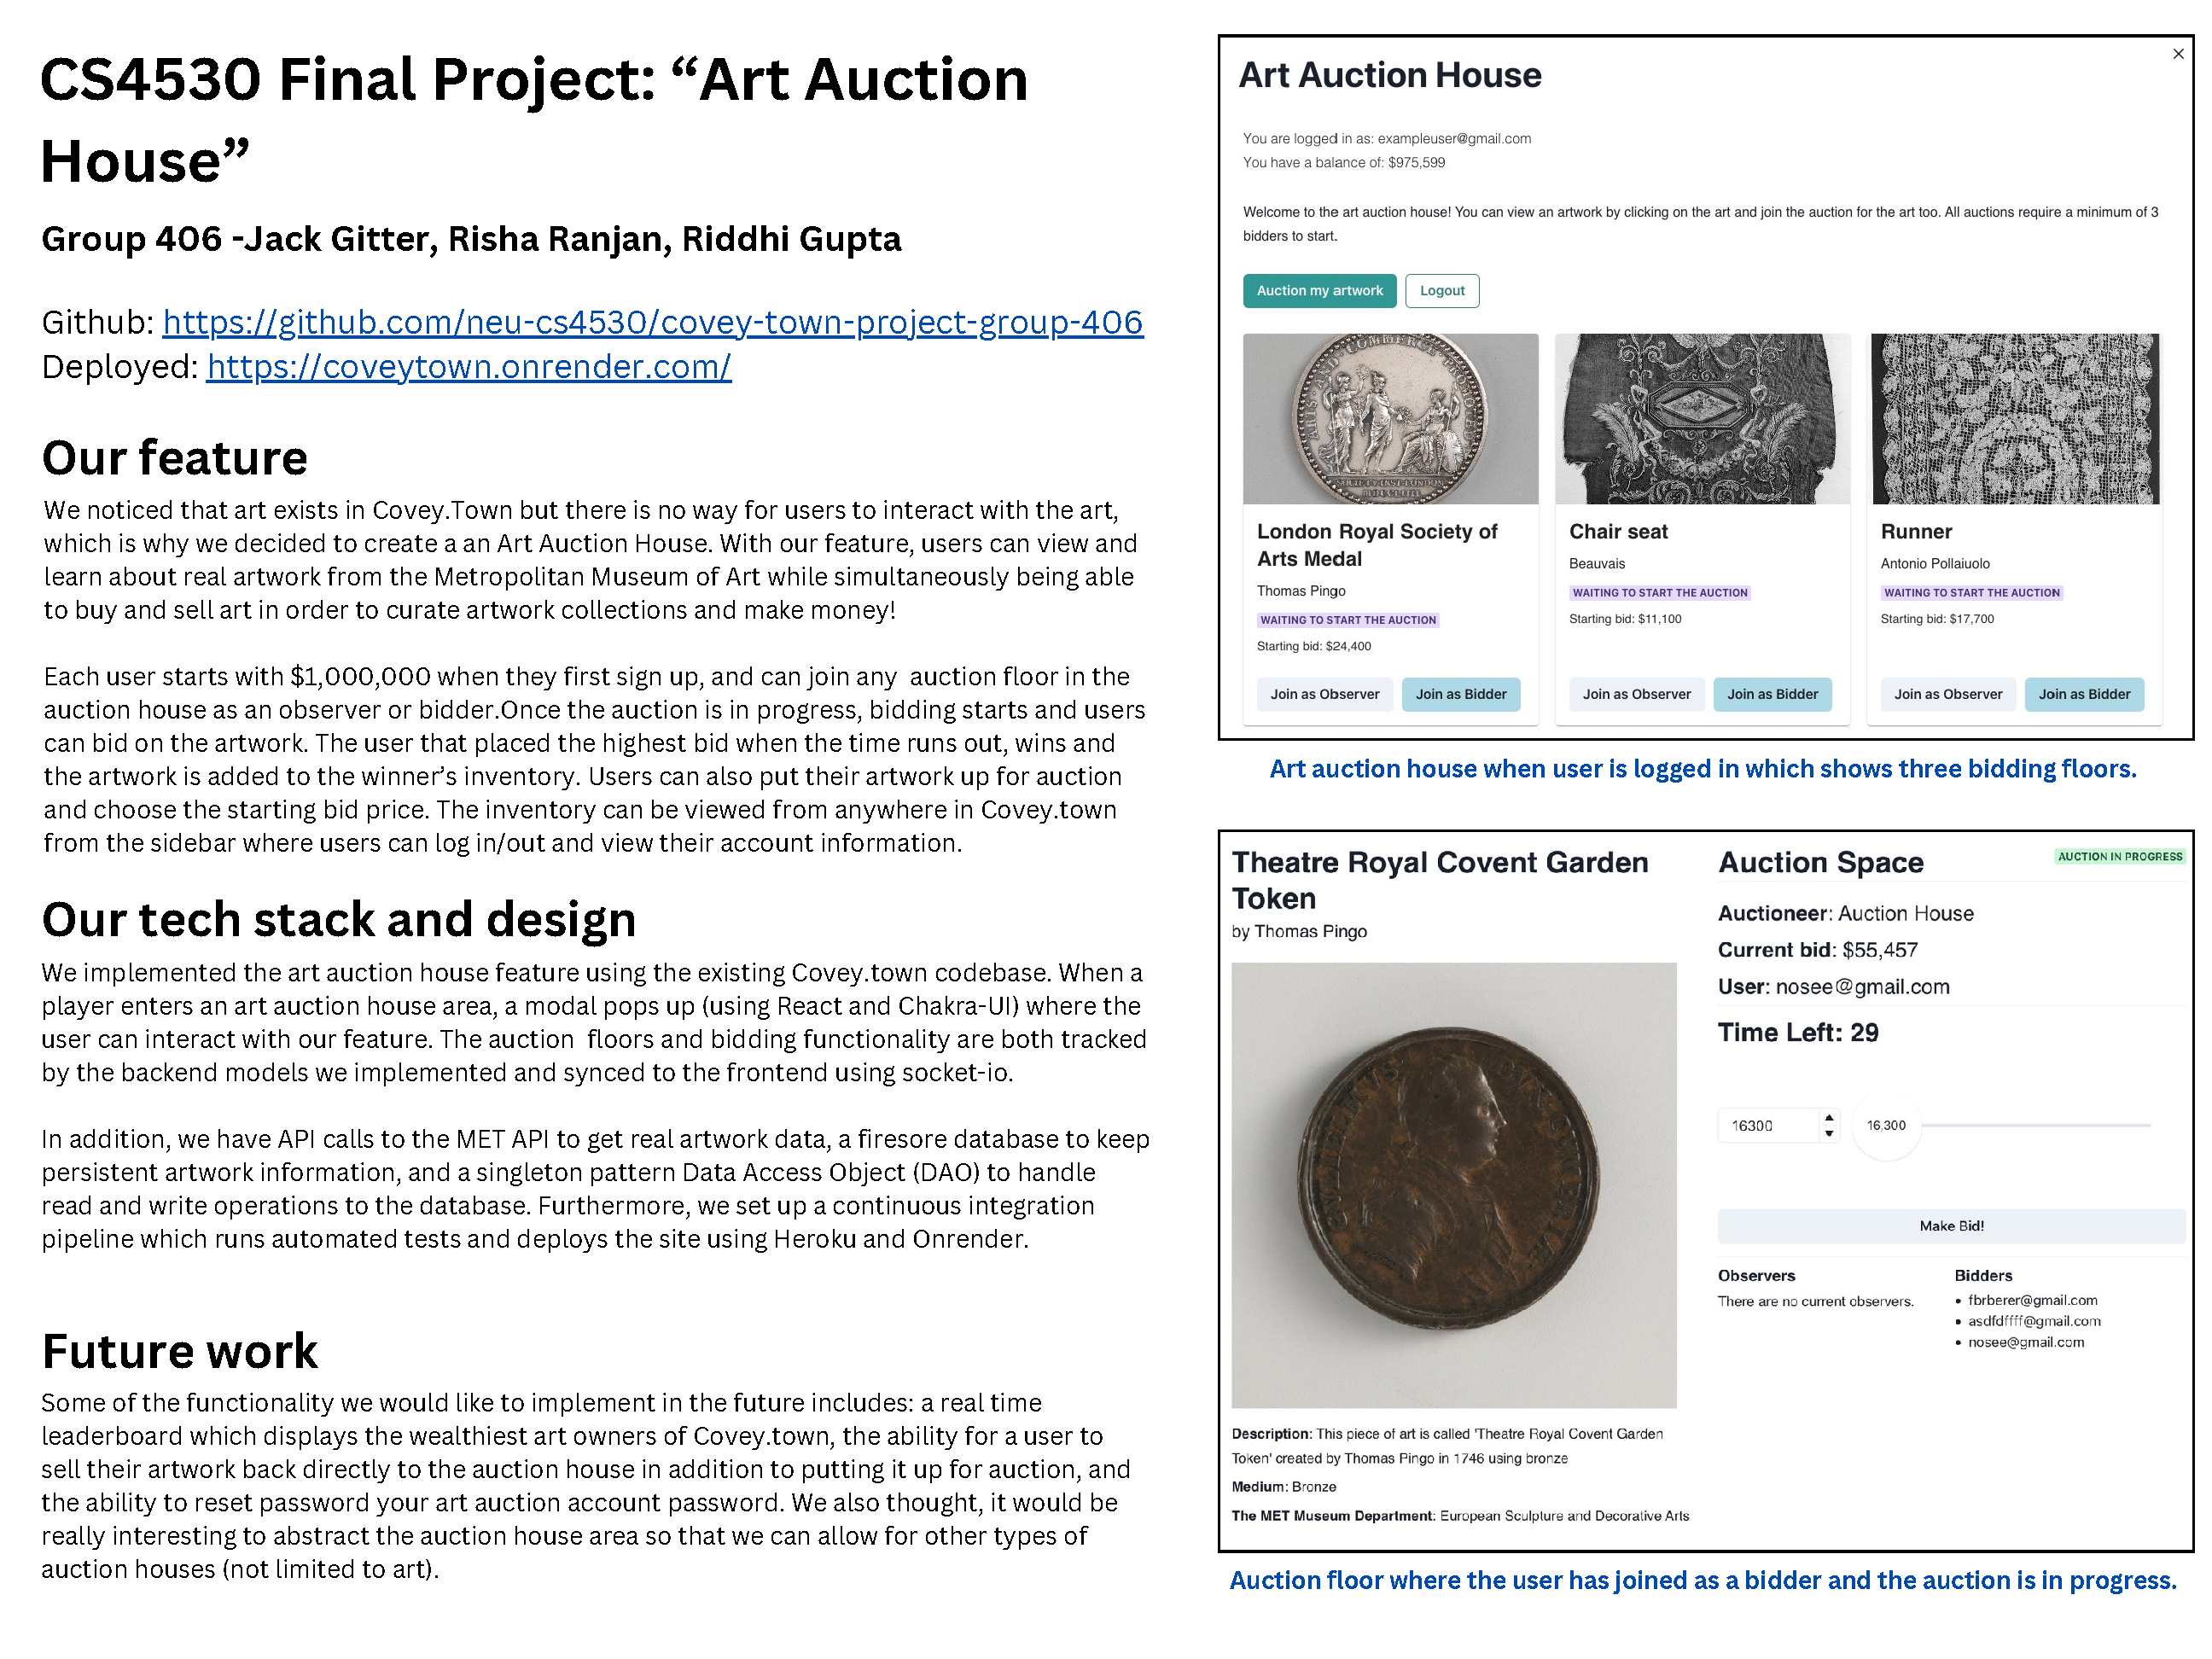 CS4530 Final Project: “Art Auction
House”
Group 406 -Jack Gitter, Risha Ranjan, Riddhi Gupta
Github: https://github.com/neu-cs4530/covey-town-project-group-406
Deployed: https://coveytown.onrender.com/
Our feature
We noticed that art exists in Covey.Town but there is no way for users to interact with the art,
which is why we decided to create a an Art Auction House. With our feature, users can view and
learn about real artwork from the Metropolitan Museum of Art while simultaneously being able
to buy and sell art in order to curate artwork collections and make money!
Each user starts with $1,000,000 when they first sign up, and can join any  auction floor in the
auction house as an observer or bidder.Once the auction is in progress, bidding starts and users
can bid on the artwork. The user that placed the highest bid when the time runs out, wins and
the artwork is added to the winner’s inventory. Users can also put their artwork up for auction
and choose the starting bid price. The inventory can be viewed from anywhere in Covey.town
from the sidebar where users can log in/out and view their account information.
Our tech stack and design
We implemented the art auction house feature using the existing Covey.town codebase. When a
player enters an art auction house area, a modal pops up (using React and Chakra-UI) where the
user can interact with our feature. The auction  floors and bidding functionality are both tracked
by the backend models we implemented and synced to the frontend using socket-io.
In addition, we have API calls to the MET API to get real artwork data, a firesore database to keep
persistent artwork information, and a singleton pattern Data Access Object (DAO) to handle
read and write operations to the database. Furthermore, we set up a continuous integration
pipeline which runs automated tests and deploys the site using Heroku and Onrender.
Future work
Some of the functionality we would like to implement in the future includes: a real time
leaderboard which displays the wealthiest art owners of Covey.town, the ability for a user to
sell their artwork back directly to the auction house in addition to putting it up for auction, and
the ability to reset password your art auction account password. We also thought, it would be
really interesting to abstract the auction house area so that we can allow for other types of
auction houses (not limited to art).
Art Auction House
You are logged in as: exampleuser@gmail.com
You have a balance of: $975,599
Welcome to the art auction house! You can view an artwork by clicking on the art and join the auction for the art too. All auctions require a minimum of 3
bidders to start.
Auction my artwork Logout
London Royal Society of
Arts Medal
Thomas Pingo
WAITING TO START THE AUCTION
Starting bid: $24,400
Join as Observer Join as Bidder
Chair seat
Beauvais
WAITING TO START THE AUCTION
Starting bid: $11,100
Join as Observer Join as Bidder
Runner
Antonio Pollaiuolo
WAITING TO START THE AUCTION
Starting bid: $17,700
Join as Observer Join as Bidder
Art auction house when user is logged in which shows three bidding floors.
Theatre Royal Covent Garden
Token
by Thomas Pingo
Description: This piece of art is called 'Theatre Royal Covent Garden
Token' created by Thomas Pingo in 1746 using bronze
Medium: Bronze
The MET Museum Department: European Sculpture and Decorative Arts
Auction Space AUCTION IN PROGRESS
Auctioneer: Auction House
Current bid: $55,457
User: nosee@gmail.com
Time Left: 29
16300 16,300
Make Bid!
Observers
There are no current observers.
Bidders
• fbrberer@gmail.com
• asdfdffff@gmail.com
• nosee@gmail.com
Auction floor where the user has joined as a bidder and the auction is in progress.